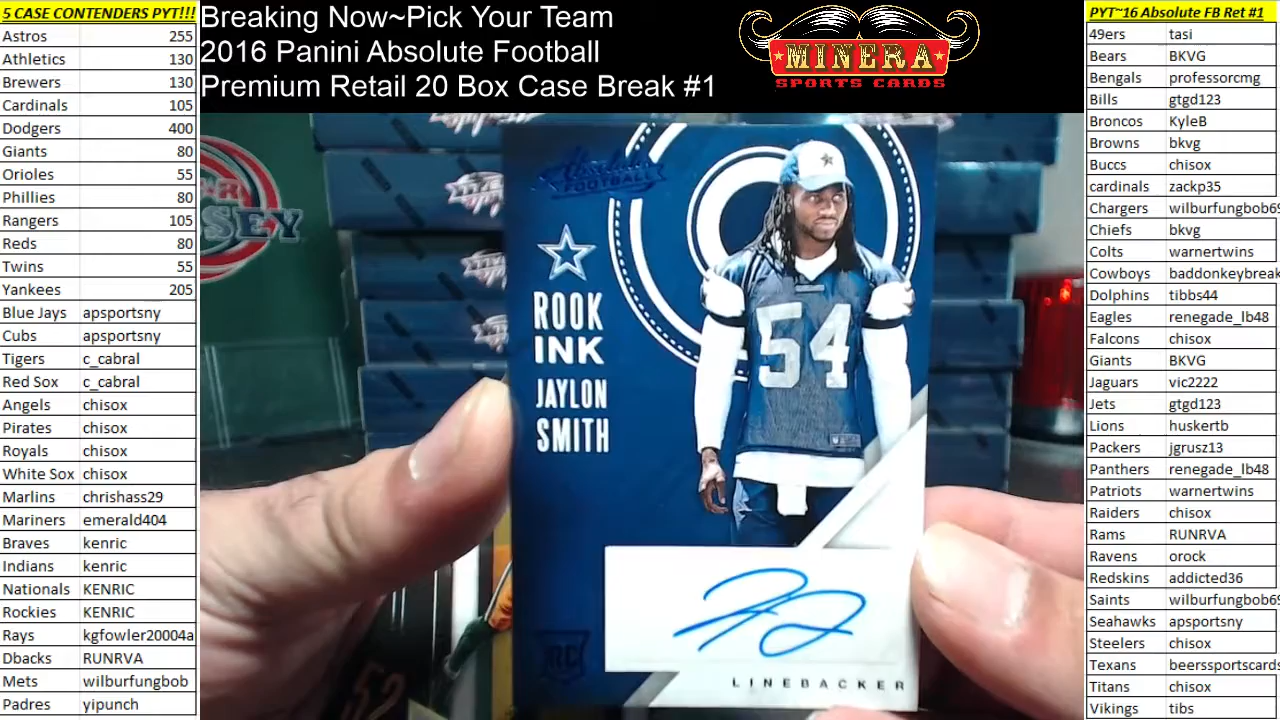 5 CASE CONTENDERS PYT!!!
Astros 255
Athletics 130
Brewers 130
Cardinals 105
Dodgers 400
Giants 80
Orioles 55
Phillies 80
Rangers 105
Reds 80
Twins 55
Yankees 205
Blue Jays apsportsny
Cubs apsportsny
Tigers c_cabral
Red Sox c_cabral
Angels chisox
Pirates chisox
Royals chisox
White Sox chisox
Marlins chrishass29
Mariners emerald404
Braves kenric
Indians kenric
Nationals KENRIC
Rockies KENRIC
Rays kgfowler20004a
Dbacks RUNRVA
Mets wilburfungbob
Padres yipunch
Breaking Now~Pick Your Team
2016 Panini Absolute Football
Premium Retail 20 Box Case Break #1
MINERA
SPORTS CARDS
Absolute
FOOTBALL
ROOK
INK
JAYLON
SMITH
54
RC
LINEBACKER
52
SEY
PYT~16 Absolute FB Ret #1
49ers tasi
Bears BKVG
Bengals professorcmg
Bills gtgd123
Broncos KyleB
Browns bkvg
Buccs chisox
cardinals zackp35
Chargers wilburfungbob69
Chiefs bkvg
Colts warnertwins
Cowboys baddonkeybreak
Dolphins tibbs44
Eagles renegade_lb48
Falcons chisox
Giants BKVG
Jaguars vic2222
Jets gtgd123
Lions huskertb
Packers jgrusz13
Panthers renegade_lb48
Patriots warnertwins
Raiders chisox
Rams RUNRVA
Ravens orock
Redskins addicted36
Saints wilburfungbob69
Seahawks apsportsny
Steelers chisox
Texans beerssportscards
Titans chisox
Vikings tibs